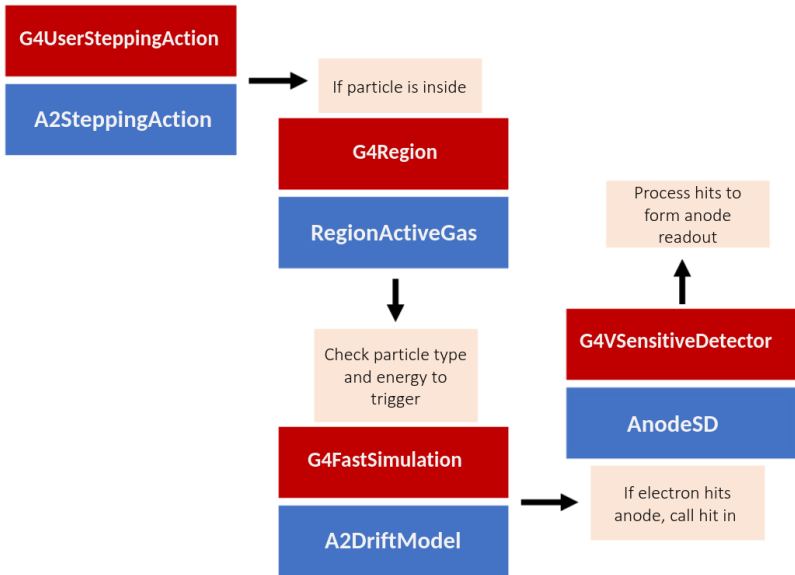 G4UserSteppingAction
A2SteppingAction
If particle is inside
G4Region
RegionActiveGas
Check particle type
and energy to
trigger
G4FastSimulation
A2DriftModel
If electron hits
anode, call hit in
G4VSensitiveDetector
AnodeSD
Process hits to
form anode
readout